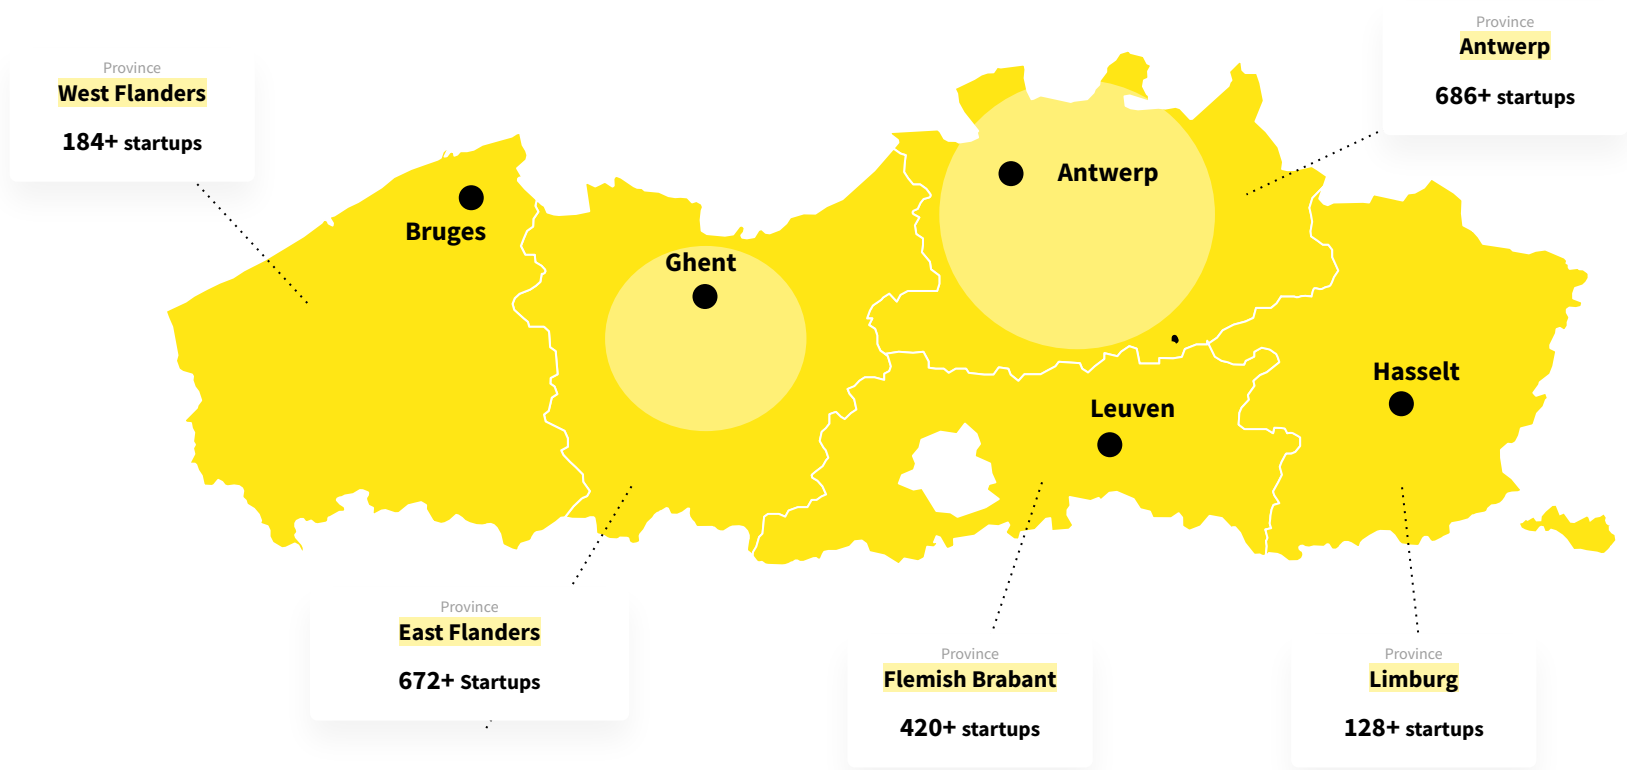 Province
West Flanders
184+ startups
Province
Antwerp
686+ startups
Bruges
Ghent
Antwerp
Leuven
Hasselt
Province
East Flanders
672+ Startups
Province
Flemish Brabant
420+ startups
Province
Limburg
128+ startups